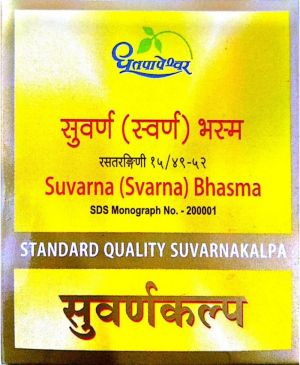 धूतपापेश्वर
सुवर्ण (स्वर्ण) भस्म
रसतरङ्गिणी १५/४९-५२
Suvarna (Svarna) Bhasma
SDS Monograph No. - 200001
STANDARD QUALITY SUVARNAKALPA
सुवर्णकल्प